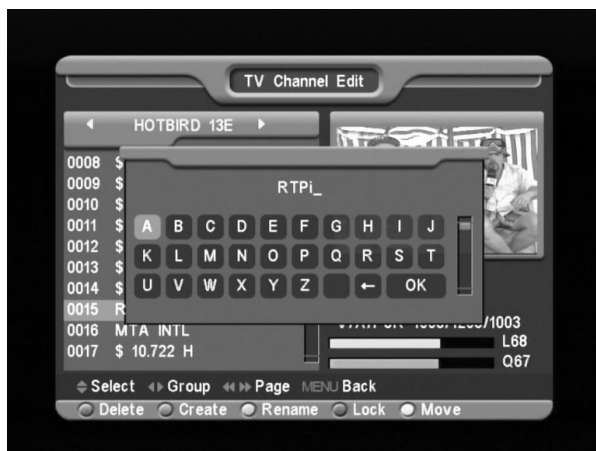 TV Channel Edit
HOTBIRD 13E
0008 $
0009 $
0010 $
0011 $
0012 $
0013 $
0014 $
0015 R
0016 MTA INTL
0017 $ 10.722 H
RTPi_
A B C D E F G H I J
K L M N O P Q R S T
U V W X Y Z ← OK
/1003
L68
Q67
Select Group Page MENU Back
Delete Create Rename Lock Move